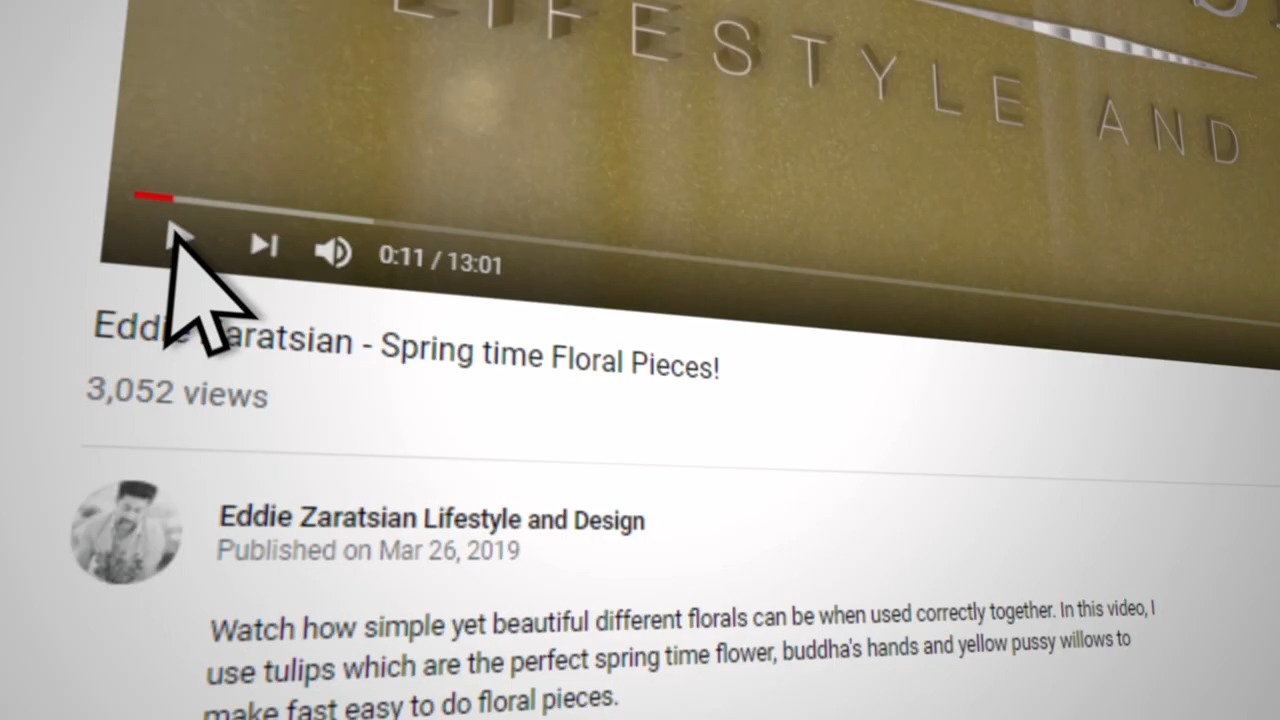 LIFESTYLE AND
0:11 / 13:01
Eddie Zaratsian - Spring time Floral Pieces!
3,052 views
Eddie Zaratsian Lifestyle and Design
Published on Mar 26, 2019
Watch how simple yet beautiful different florals can be when used correctly together. In this video, I
use tulips which are the perfect spring time flower, buddha's hands and yellow pussy willows to
make fast easy to do floral pieces.